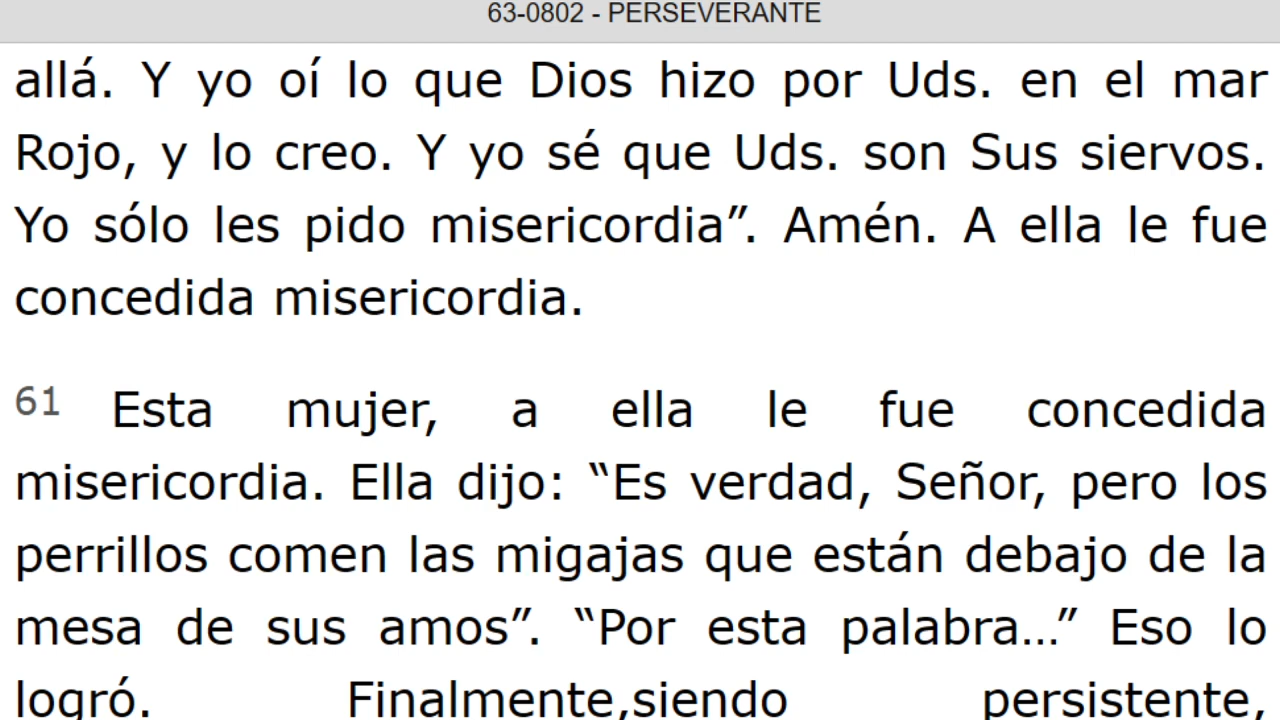 63-0802 - PERSEVERANTE
allá. Y yo oí lo que Dios hizo por Uds. en el mar
Rojo, y lo creo. Y yo sé que Uds. son Sus siervos.
Yo sólo les pido misericordia”. Amén. A ella le fue
concedida misericordia.
61 Esta mujer, a ella le fue concedida
misericordia. Ella dijo: “Es verdad, Señor, pero los
perrillos comen las migajas que están debajo de la
mesa de sus amos”. “Por esta palabra…” Eso lo
logró. Finalmente,siendo persistente,